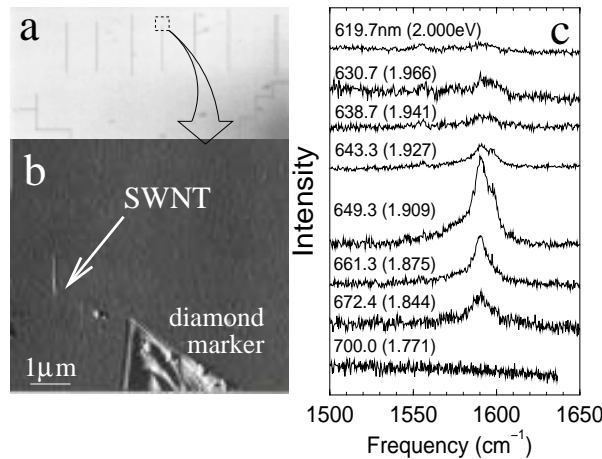 a
b
SWNT
diamond
marker
1μm
c
619.7nm (2.000eV)
630.7 (1.966)
638.7 (1.941)
643.3 (1.927)
649.3 (1.909)
661.3 (1.875)
672.4 (1.844)
700.0 (1.771)
Intensity
1500 1550 1600 1650
Frequency (cm⁻¹)